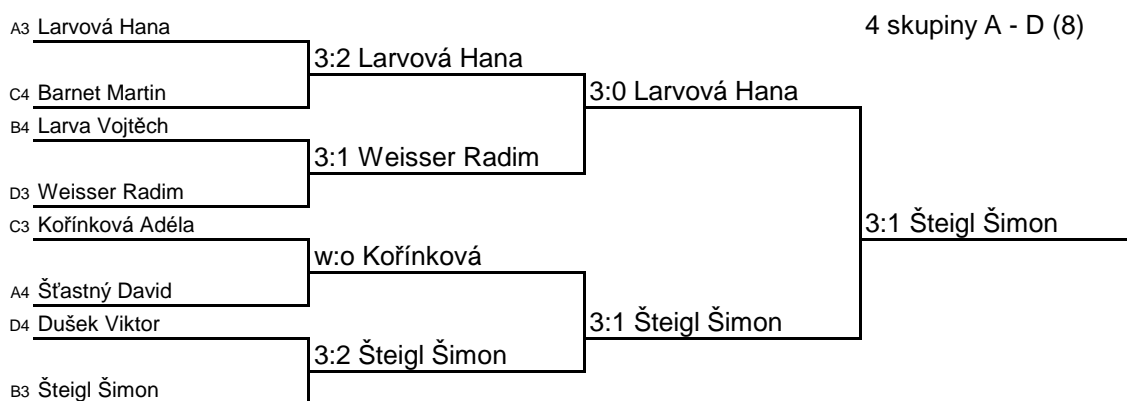 A3 Larvová Hana
4 skupiny A - D (8)
3:2 Larvová Hana
C4 Barnet Martin
3:0 Larvová Hana
B4 Larva Vojtěch
3:1 Weisser Radim
D3 Weisser Radim
C3 Kořínková Adéla
3:1 Šteigl Šimon
w:o Kořínková
A4 Šťastný David
D4 Dušek Viktor
3:1 Šteigl Šimon
3:2 Šteigl Šimon
B3 Šteigl Šimon